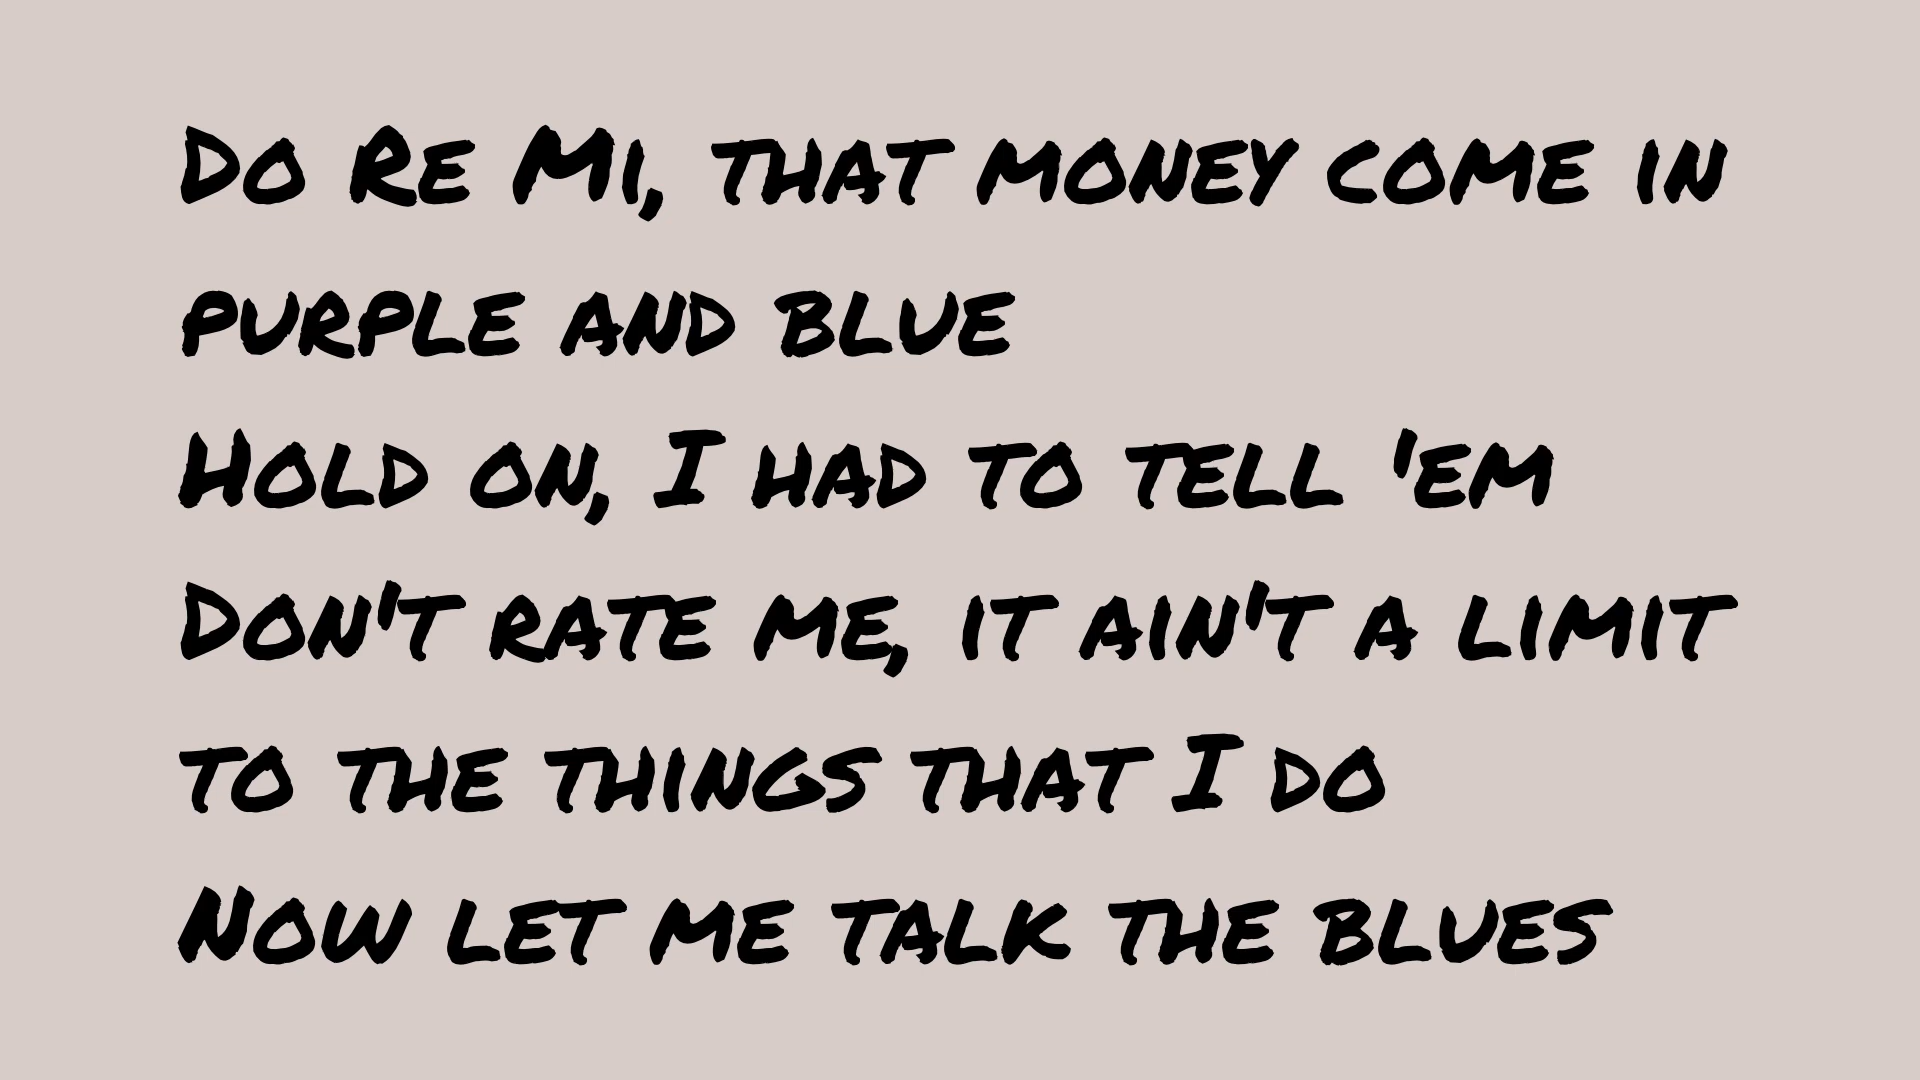 Do Re Mi, that money come in
purple and blue
Hold on, I had to tell 'em
Don't rate me, it ain't a limit
to the things that I do
Now let me talk the blues